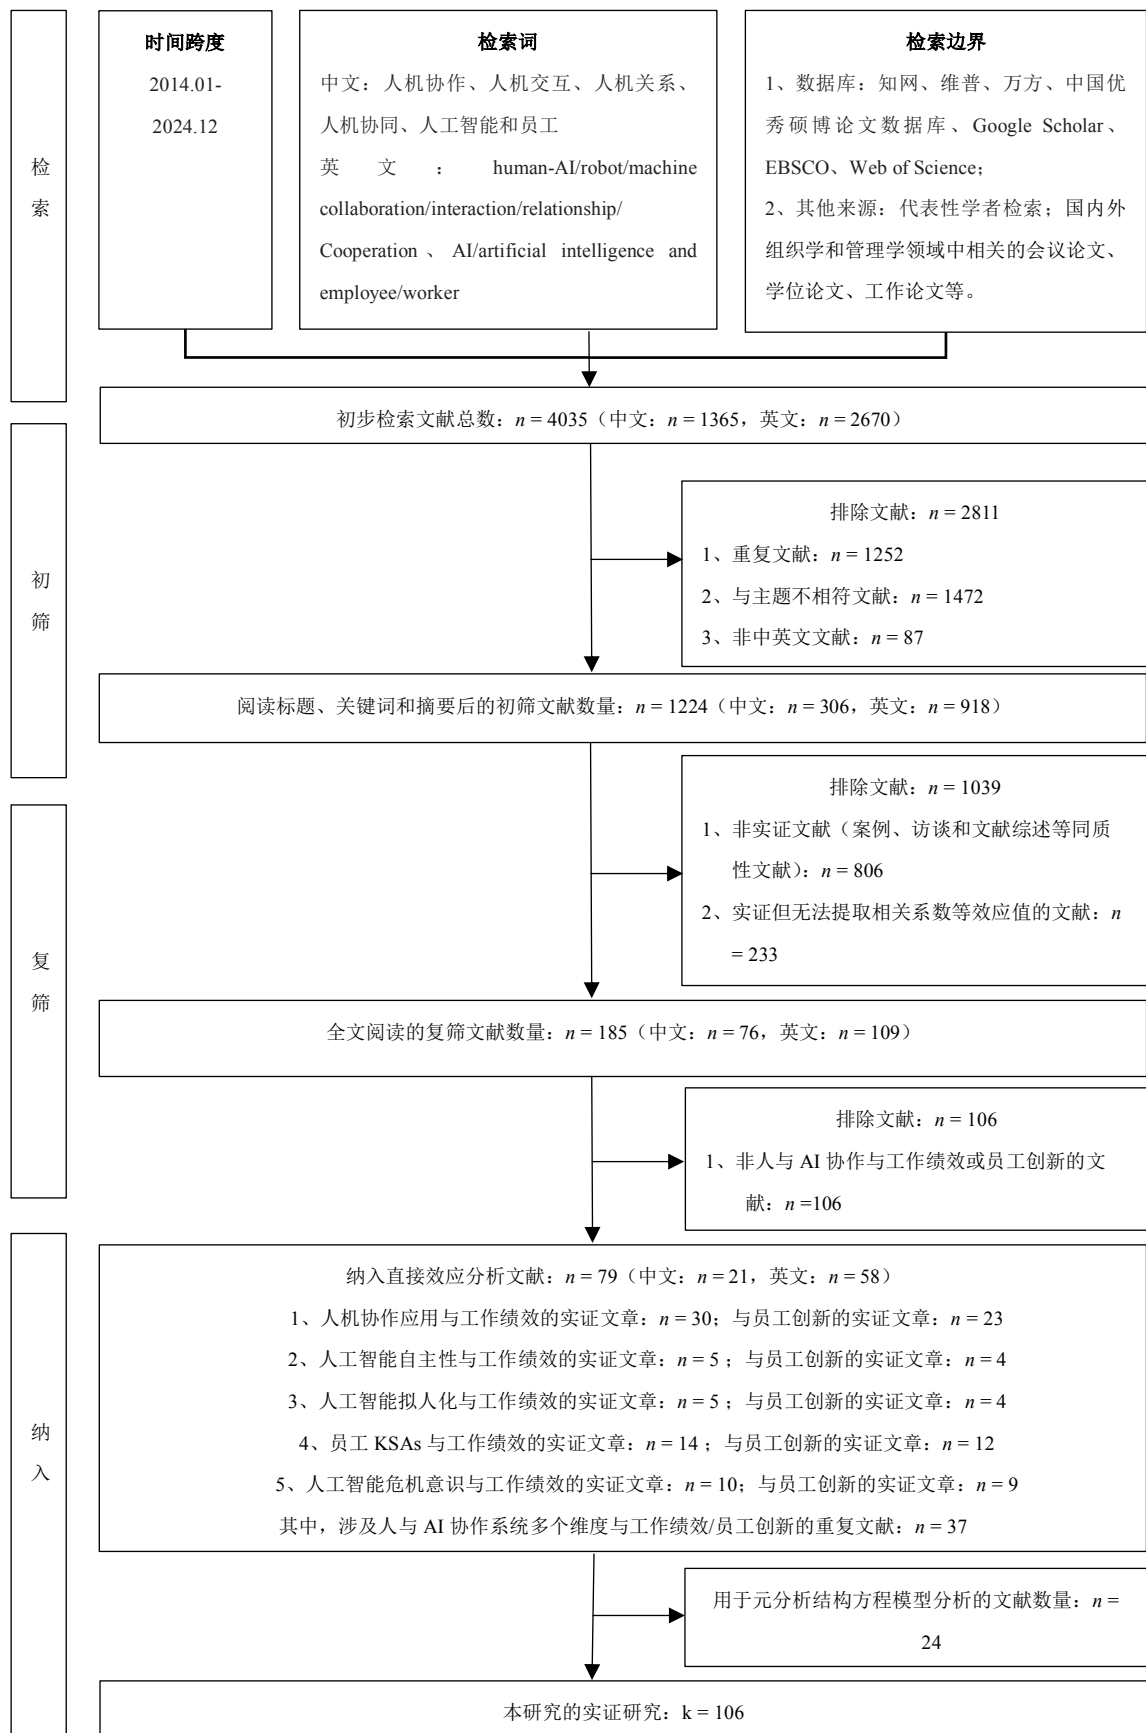 检
索
时间跨度
2014.01-
2024.12
检索词
中文：人机协作、人机交互、人机关系、
人机协同、人工智能和员工
英文：human-AI/robot/machine
collaboration/interaction/relationship/
Cooperation、AI/artificial intelligence and
employee/worker
检索边界
1、数据库：知网、维普、万方、中国优
秀硕博论文数据库、Google Scholar、
EBSCO、Web of Science；
2、其他来源：代表性学者检索；国内外
组织学和管理学领域中相关的会议论文、
学位论文、工作论文等。
初步检索文献总数：n = 4035（中文：n = 1365，英文：n = 2670）
初
筛
排除文献：n = 2811
1、重复文献：n = 1252
2、与主题不相符文献：n = 1472
3、非中英文文献：n = 87
阅读标题、关键词和摘要后的初筛文献数量：n = 1224（中文：n = 306，英文：n = 918）
复
筛
排除文献：n = 1039
1、非实证文献（案例、访谈和文献综述等同质
性文献）：n = 806
2、实证但无法提取相关系数等效应值的文献：n
= 233
全文阅读的复筛文献数量：n = 185（中文：n = 76，英文：n = 109）
排除文献：n = 106
1、非人与 AI 协作与工作绩效或员工创新的文
献：n =106
纳
入
纳入直接效应分析文献：n = 79（中文：n = 21，英文：n = 58）
1、人机协作应用与工作绩效的实证文章：n = 30；与员工创新的实证文章：n = 23
2、人工智能自主性与工作绩效的实证文章：n = 5；与员工创新的实证文章：n = 4
3、人工智能拟人化与工作绩效的实证文章：n = 5；与员工创新的实证文章：n = 4
4、员工 KSAs 与工作绩效的实证文章：n = 14；与员工创新的实证文章：n = 12
5、人工智能危机意识与工作绩效的实证文章：n = 10；与员工创新的实证文章：n = 9
其中，涉及人与 AI 协作系统多个维度与工作绩效/员工创新的重复文献：n = 37
用于元分析结构方程模型分析的文献数量：n =
24
本研究的实证研究：k = 106